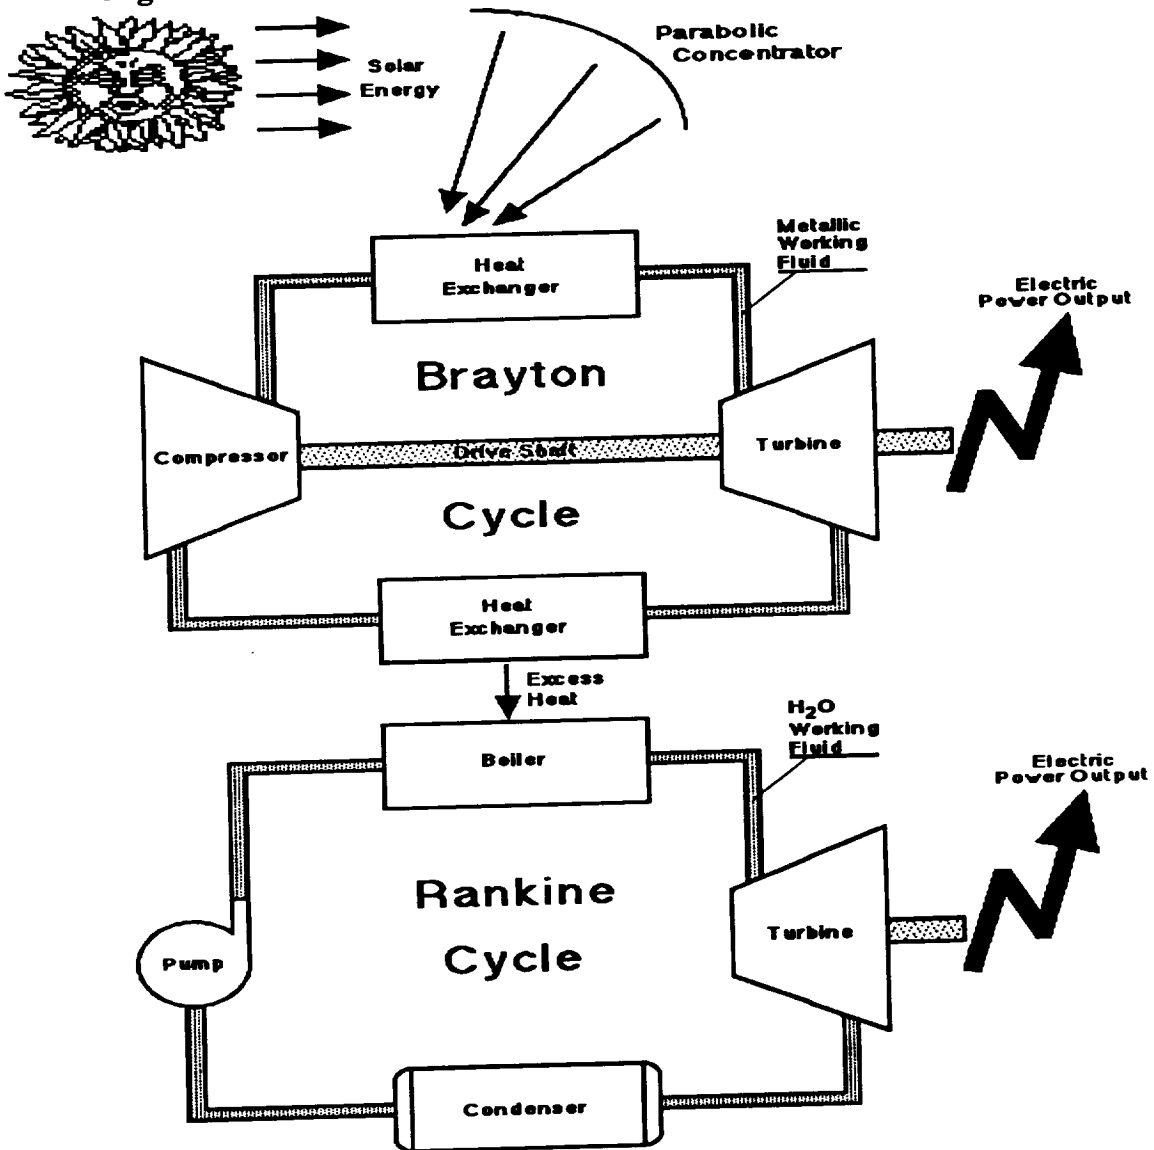 Solar
Energy
Parabolic
Concentrator
Heat
Exchanger
Metallic
Working
Fluid
Electric
Power Output
Brayton
Compressor
Drive Shaft
Turbine
Cycle
Heat
Exchanger
Excess
Heat
H₂O
Working
Fluid
Boiler
Electric
Power Output
Rankine
Cycle
Pump
Turbine
Condenser